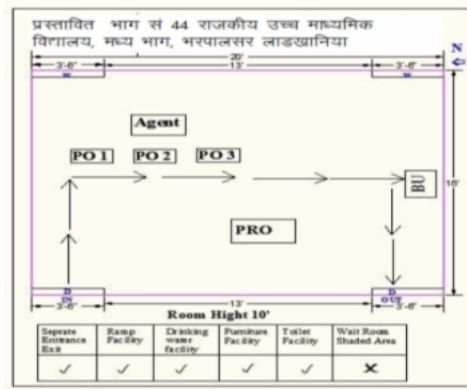 प्रस्तावित भाग सं 44 राजकीय उच्च माध्यमिक
विद्यालय, मध्य भाग, भरपालसर लाडखानिया
20'
N
3'-6" 13' 3'-6"
W W
Agent
PO 1 PO 2 PO 3
BU
16'
PRO
D D
IN OUT
3'-6" 13' 3'-6"
Room Hight 10'
Seprate Entrance Exit
Ramp Facility
Drinking water facility
Furniture Facility
Toilet Facility
Wait Room Shaded Area
✓ ✓ ✓ ✓ ✓ ✗